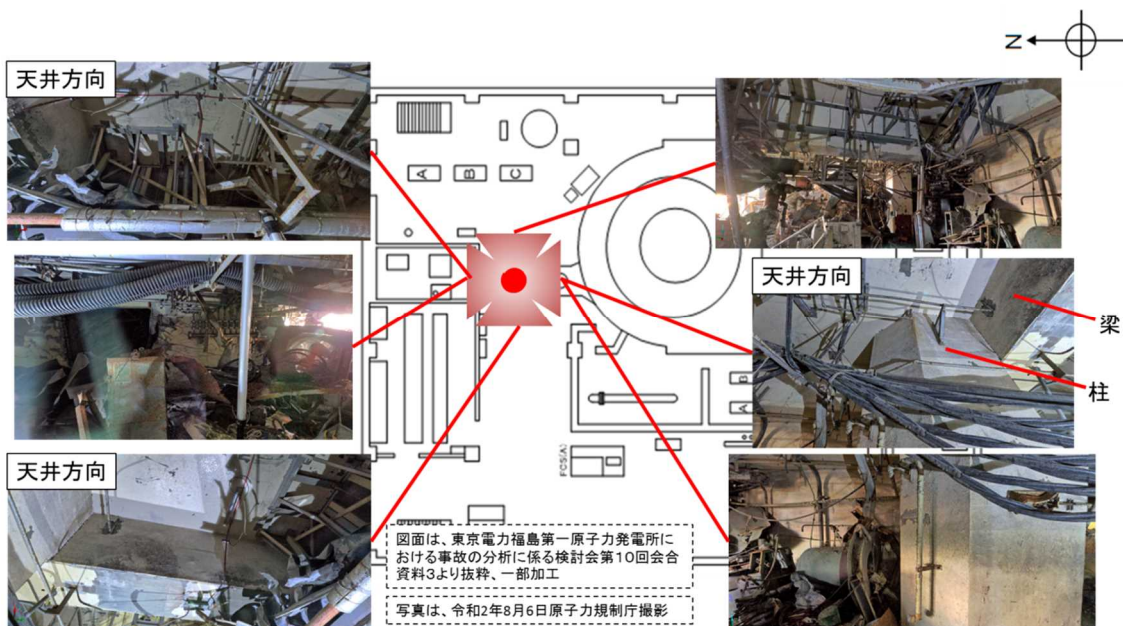 N
天井方向
A
B
C
天井方向
梁
柱
B
A
FCS(A)
天井方向
図面は、東京電力福島第一原子力発電所に
おける事故の分析に係る検討会第10回会合
資料3より抜粋、一部加工
写真は、令和2年8月6日原子力規制庁撮影